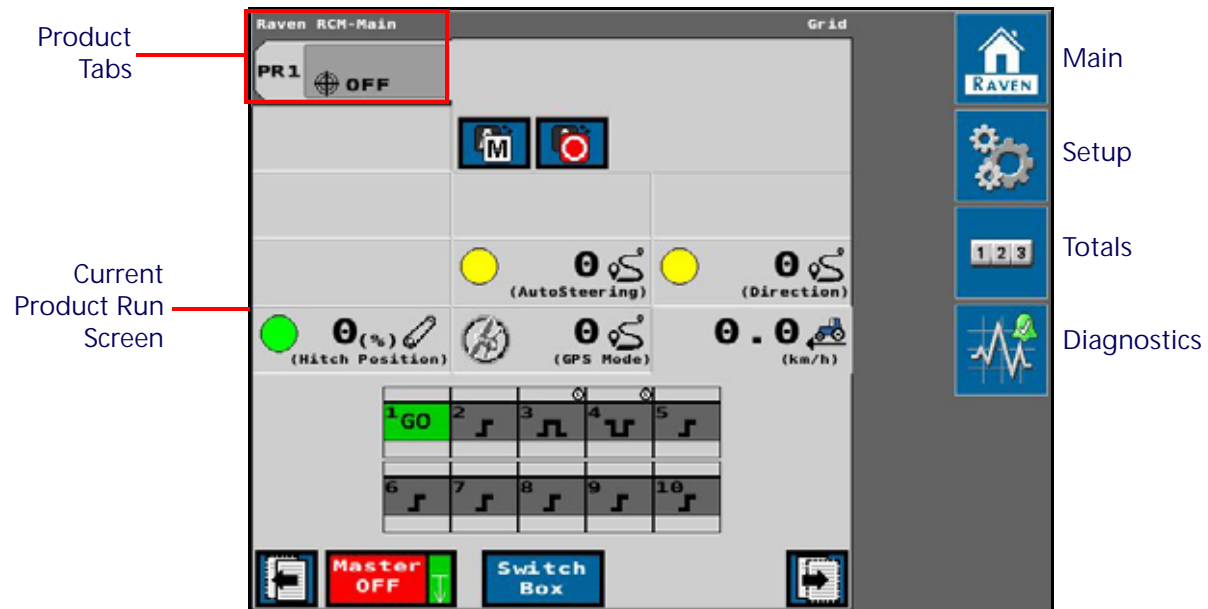 Product
Tabs
Current
Product Run
Screen
Raven RCM-Main
Grid
PR1
OFF
M
0
(AutoSteering)
0
(Direction)
0(%)
(Hitch Position)
0
(GPS Mode)
0.0
(km/h)
1 GO
2
3
4
5
6
7
8
9
10
Master
OFF
Switch
Box
RAVEN
Main
Setup
1 2 3
Totals
Diagnostics